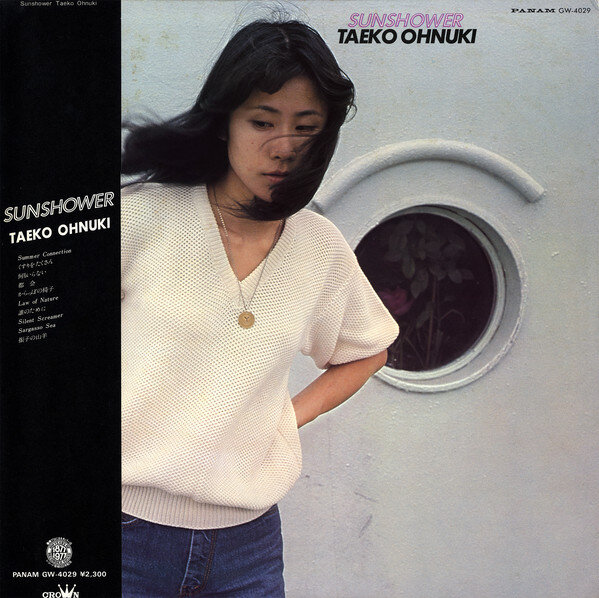 Sunshower Taeko Ohnuki
SUNSHOWER
TAEKO OHNUKI
PANAM GW-4029
SUNSHOWER
TAEKO OHNUKI
Summer Connection
くすりをたくさん
何もいらない
都会
からっぽの椅子
Law of Nature
誰のために
Silent Screamer
Sargasso Sea
振子の山羊
1877
1977
PANAM GW-4029 ¥2,300
CROWN